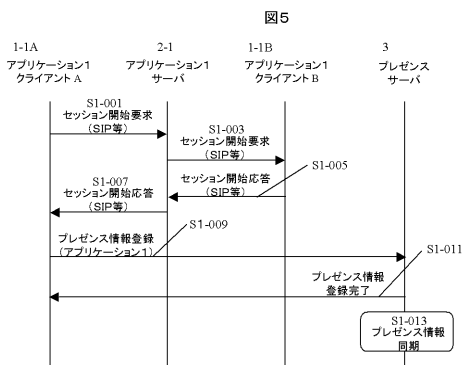 図5
1-1A
アプリケーション1
クライアントA
2-1
アプリケーション1
サーバ
1-1B
アプリケーション1
クライアントB
3
プレゼンス
サーバ
S1-001
セッション開始要求
(SIP等)
S1-003
セッション開始要求
(SIP等)
S1-005
セッション開始応答
(SIP等)
S1-007
セッション開始応答
(SIP等)
S1-009
プレゼンス情報登録
(アプリケーション1)
S1-011
プレゼンス情報
登録完了
S1-013
プレゼンス情報
同期